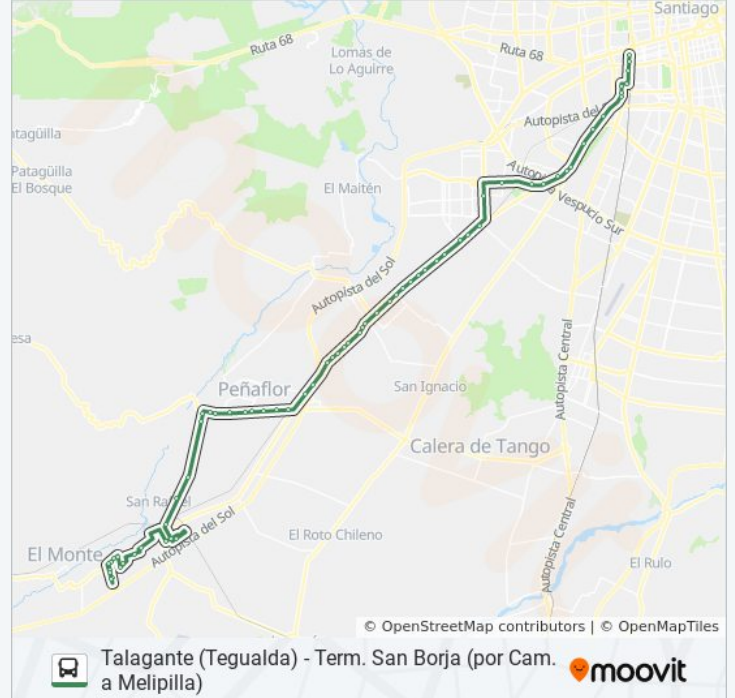 Santiago
Ruta 68
Lomas de
Lo Aguirre
Ruta 68
Autopista del
atagüilla
Patagüilla
El Bosque
El Maitén
Autopista Vespucio Sur
Autopista del Sol
esa
Autopista Central
Peñaflor
San Ignacio
Calera de Tango
San Rafael
Autopista del Sol
El Roto Chileno
Autopista Central
El Monte
El Rulo
© OpenStreetMap contributors | © OpenMapTiles
Talagante (Tegualda) - Term. San Borja (por Cam.
a Melipilla)
moovit